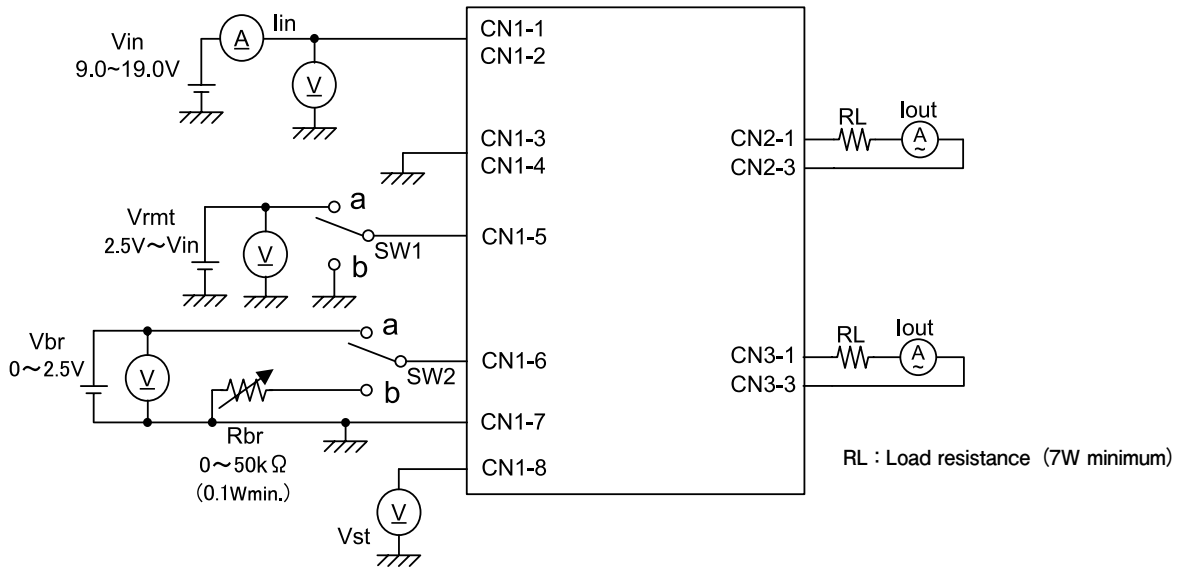 Vin
9.0~19.0V
A
Iin
V
CN1-1
CN1-2
CN1-3
CN1-4
Vrmt
2.5V～Vin
V
a
SW1
b
CN1-5
Vbr
0～2.5V
V
a
SW2
b
CN1-6
Rbr
0～50kΩ
(0.1Wmin.)
CN1-7
CN1-8
V
Vst
CN2-1
CN2-3
RL
Iout
A
~
CN3-1
CN3-3
RL
Iout
A
~
RL：Load resistance（7W minimum）